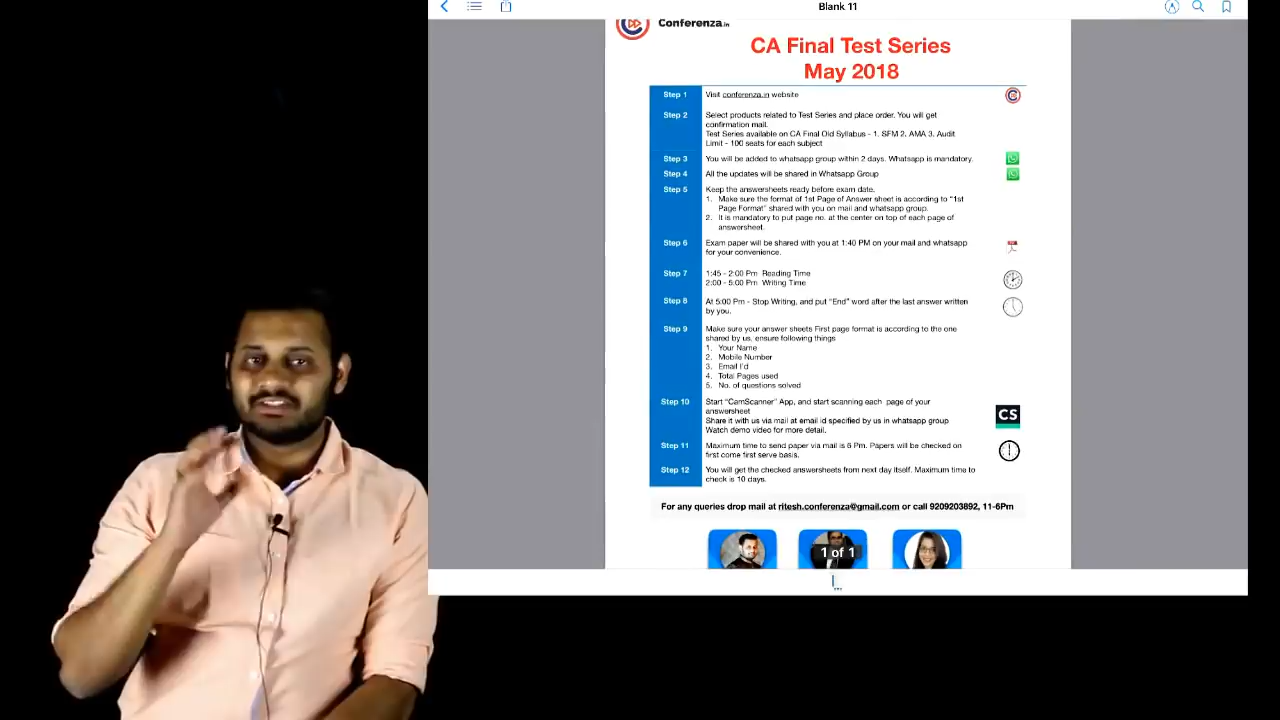 Blank 11
Conferenza.in
CA Final Test Series
May 2018
Step 1 Visit conferenza.in website
Step 2 Select products related to Test Series and place order. You will get
confirmation mail.
Test Series available on CA Final Old Syllabus - 1. SFM 2. AMA 3. Audit
Limit - 100 seats for each subject
Step 3 You will be added to whatsapp group within 2 days. Whatsapp is mandatory.
Step 4 All the updates will be shared in Whatsapp Group
Step 5 Keep the answersheets ready before exam date.
1. Make sure the format of 1st Page of Answer sheet is according to "1st
Page Format" shared with you on mail and whatsapp group.
2. It is mandatory to put page no. at the center on top of each page of
answersheet.
Step 6 Exam paper will be shared with you at 1:40 PM on your mail and whatsapp
for your convenience.
Step 7 1:45 - 2:00 Pm Reading Time
2:00 - 5:00 Pm Writing Time
Step 8 At 5:00 Pm - Stop Writing, and put "End" word after the last answer written
by you.
Step 9 Make sure your answer sheets First page format is according to the one
shared by us, ensure following things
1. Your Name
2. Mobile Number
3. Email I'd
4. Total Pages used
5. No. of questions solved
Step 10 Start "CamScanner" App, and start scanning each page of your
answersheet
Share it with us via mail at email id specified by us in whatsapp group
Watch demo video for more detail.
CS
Step 11 Maximum time to send paper via mail is 6 Pm. Papers will be checked on
first come first serve basis.
Step 12 You will get the checked answersheets from next day itself. Maximum time to
check is 10 days.
For any queries drop mail at ritesh.conferenza@gmail.com or call 9209203892, 11-6Pm
1 of 1